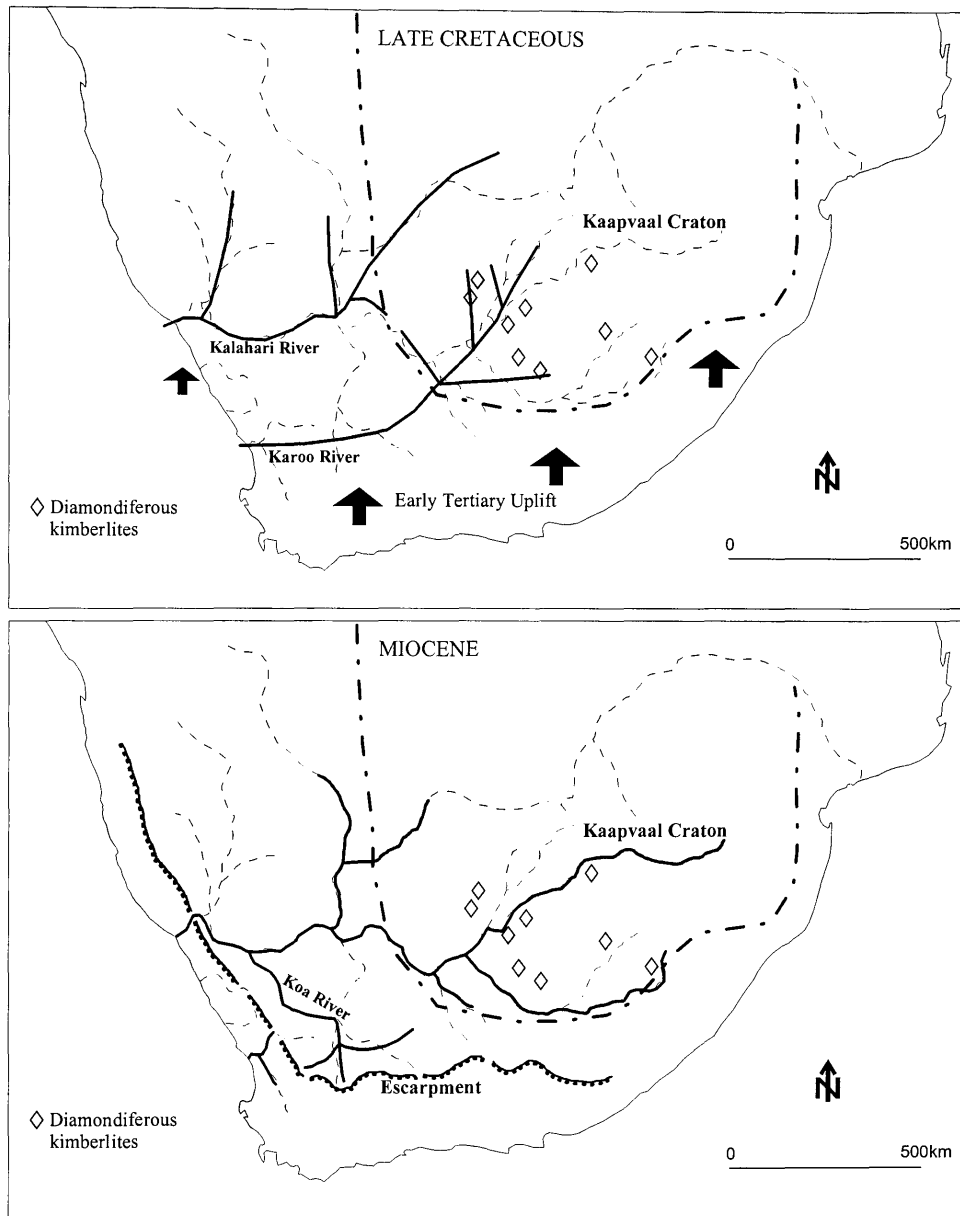 LATE CRETACEOUS
Kaapvaal Craton
Kalahari River
Karoo River
Early Tertiary Uplift
Diamondiferous
kimberlites
N
0 500km
MIOCENE
Kaapvaal Craton
Koa River
Escarpment
Diamondiferous
kimberlites
N
0 500km